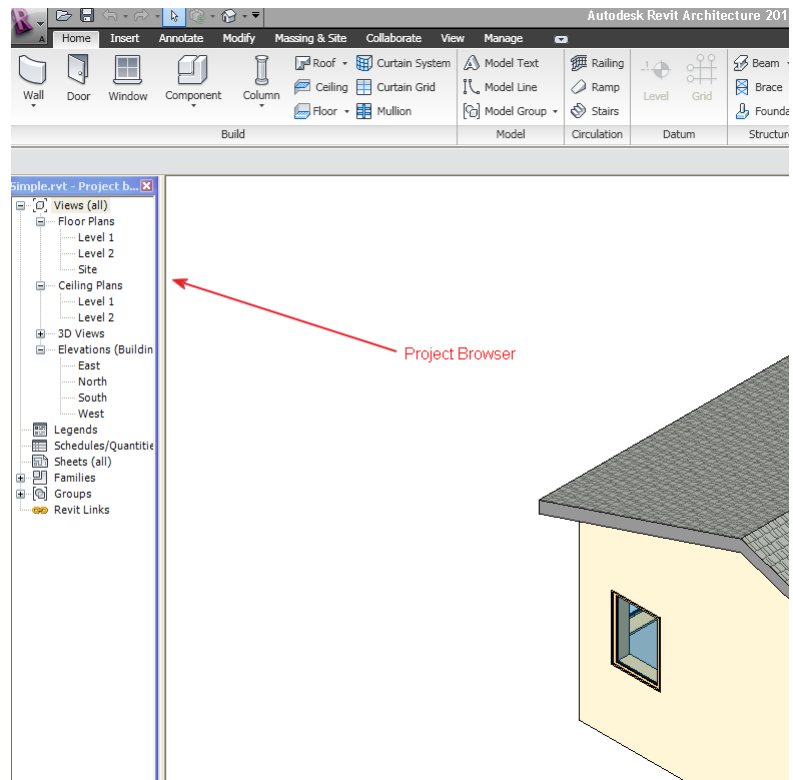 Autodesk Revit Architecture 201
A Home Insert Annotate Modify Massing & Site Collaborate View Manage
Wall Door Window Component Column
Roof Curtain System
Ceiling Curtain Grid
Floor Mullion
Build
Model Text
Model Line
Model Group
Model
Railing
Ramp
Stairs
Circulation
Level Grid
Datum
Beam
Brace
Founda
Structure
Simple.rvt - Project b...
Views (all)
Floor Plans
Level 1
Level 2
Site
Ceiling Plans
Level 1
Level 2
3D Views
Elevations (Buildin
East
North
South
West
Legends
Schedules/Quantitie
Sheets (all)
Families
Groups
Revit Links
Project Browser